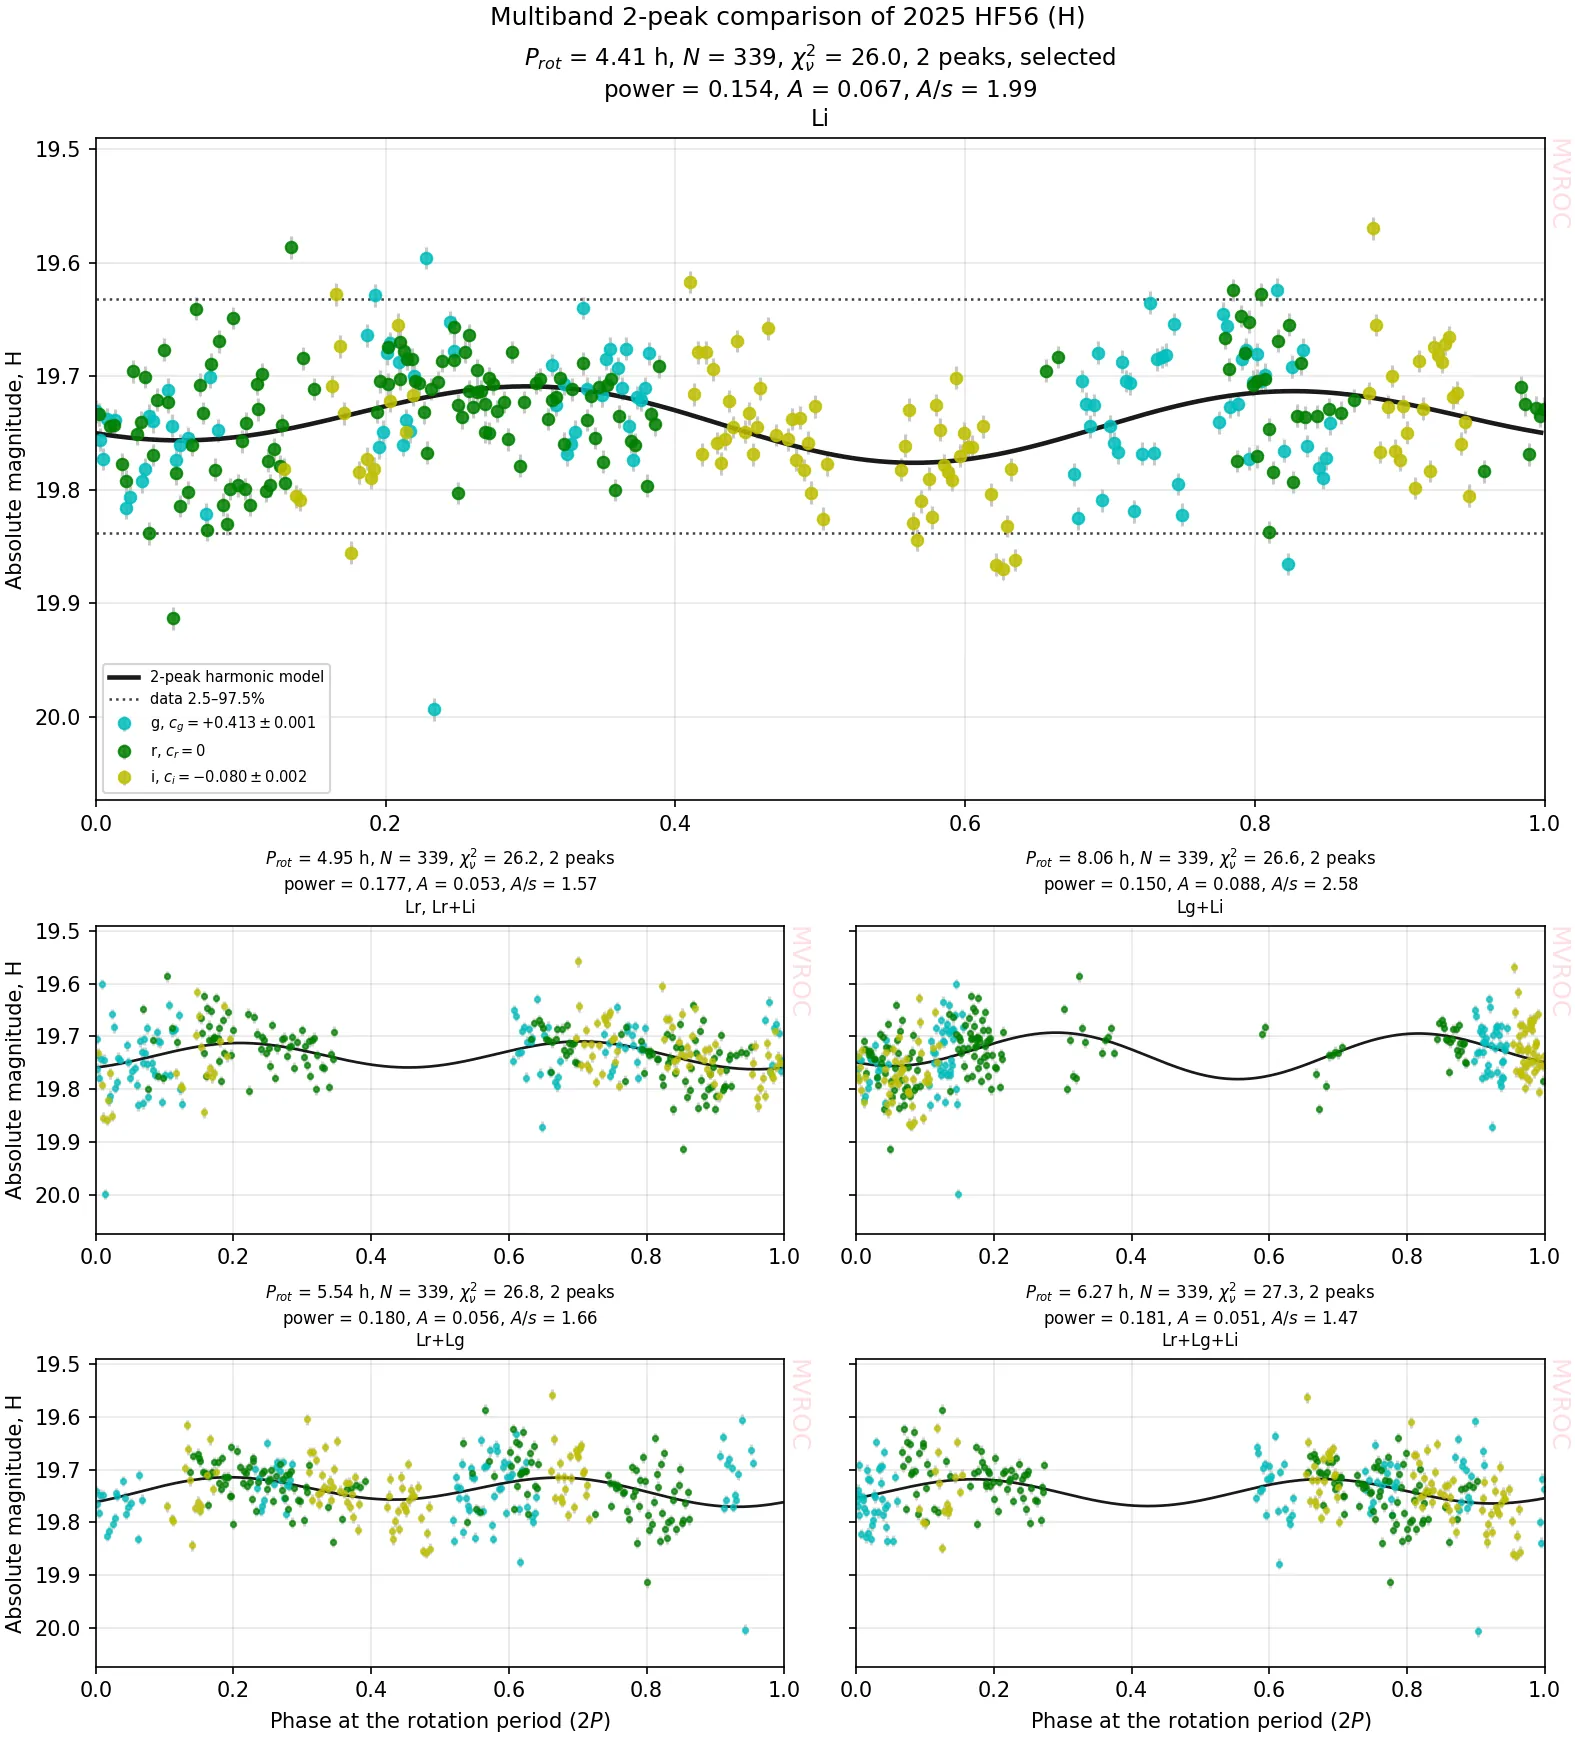 Multiband 2-peak comparison of 2025 HF56 (H)
P_rot = 4.41 h, N = 339, χ²_ν = 26.0, 2 peaks, selected
power = 0.154, A = 0.067, A/s = 1.99
Li
Absolute magnitude, H
19.5
19.6
19.7
19.8
19.9
20.0
2-peak harmonic model
data 2.5–97.5%
g, c_g = +0.413 ± 0.001
r, c_r = 0
i, c_i = −0.080 ± 0.002
0.0 0.2 0.4 0.6 0.8 1.0
MVROC
P_rot = 4.95 h, N = 339, χ²_ν = 26.2, 2 peaks
power = 0.177, A = 0.053, A/s = 1.57
Lr, Lr+Li
Absolute magnitude, H
19.5
19.6
19.7
19.8
19.9
20.0
0.0 0.2 0.4 0.6 0.8 1.0
MVROC
P_rot = 8.06 h, N = 339, χ²_ν = 26.6, 2 peaks
power = 0.150, A = 0.088, A/s = 2.58
Lg+Li
0.0 0.2 0.4 0.6 0.8 1.0
MVROC
P_rot = 5.54 h, N = 339, χ²_ν = 26.8, 2 peaks
power = 0.180, A = 0.056, A/s = 1.66
Lr+Lg
Absolute magnitude, H
19.5
19.6
19.7
19.8
19.9
20.0
0.0 0.2 0.4 0.6 0.8 1.0
Phase at the rotation period (2P)
MVROC
P_rot = 6.27 h, N = 339, χ²_ν = 27.3, 2 peaks
power = 0.181, A = 0.051, A/s = 1.47
Lr+Lg+Li
0.0 0.2 0.4 0.6 0.8 1.0
Phase at the rotation period (2P)
MVROC